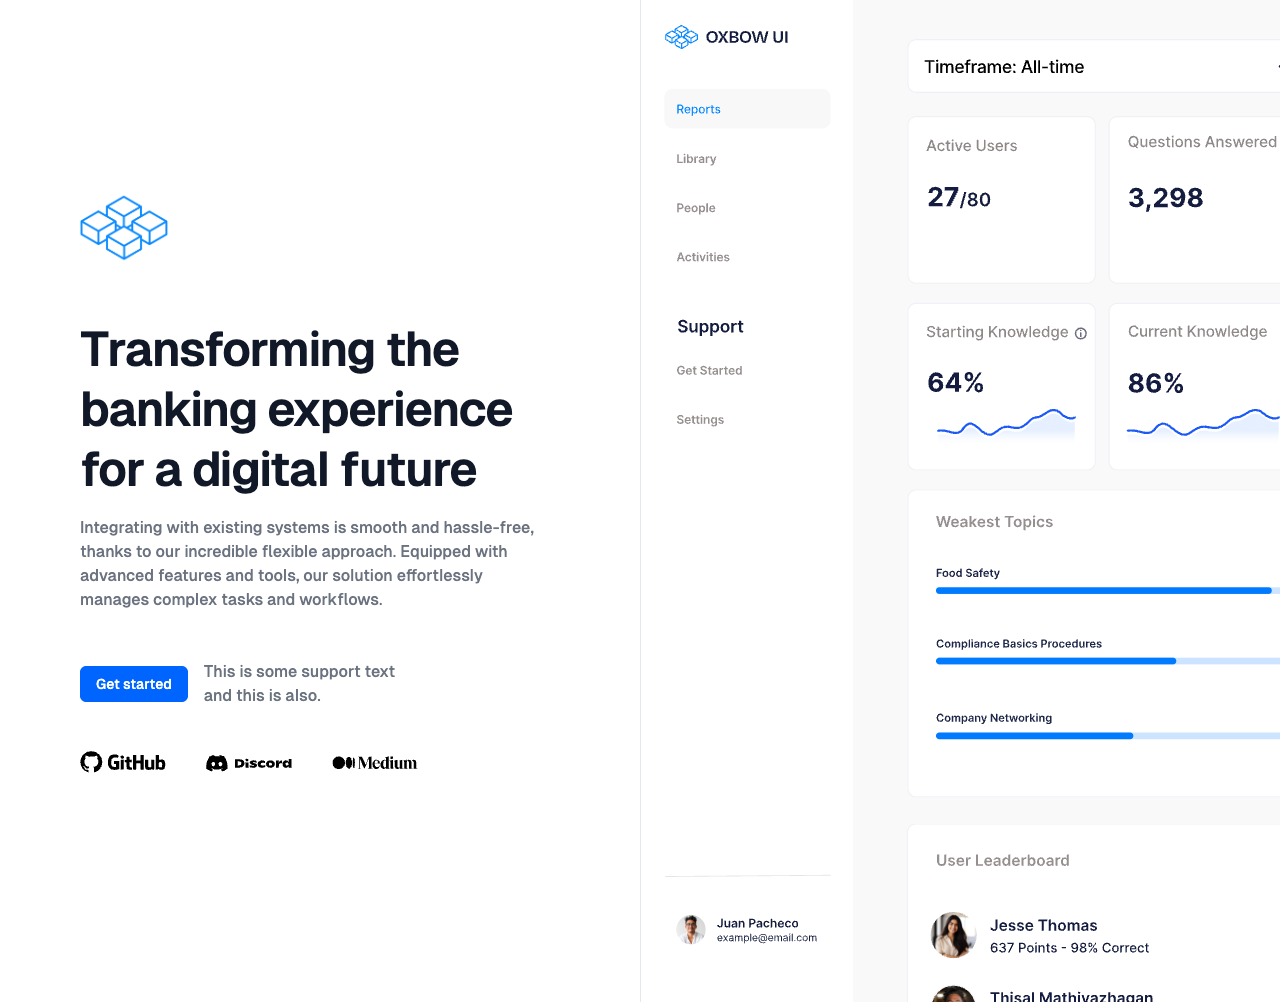 Transforming the
banking experience
for a digital future
Integrating with existing systems is smooth and hassle-free,
thanks to our incredible flexible approach. Equipped with
advanced features and tools, our solution effortlessly
manages complex tasks and workflows.
Get started
This is some support text
and this is also.
GitHub
Discord
Medium
OXBOW UI
Reports
Library
People
Activities
Support
Get Started
Settings
Juan Pacheco
example@email.com
Timeframe: All-time
Active Users
27/80
Questions Answered
3,298
Starting Knowledge
64%
Current Knowledge
86%
Weakest Topics
Food Safety
Compliance Basics Procedures
Company Networking
User Leaderboard
Jesse Thomas
637 Points - 98% Correct
Thisal Mathiyazhagan